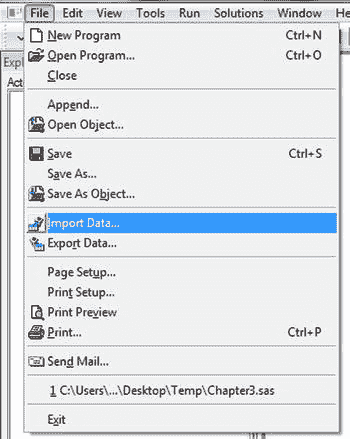 File Edit View Tools Run Solutions Window
New Program Ctrl+N
Open Program... Ctrl+O
Close
Append...
Open Object...
Save Ctrl+S
Save As...
Save As Object...
Import Data...
Export Data...
Page Setup...
Print Setup...
Print Preview
Print... Ctrl+P
Send Mail...
1 C:\Users\...\Desktop\Temp\Chapter3.sas
Exit